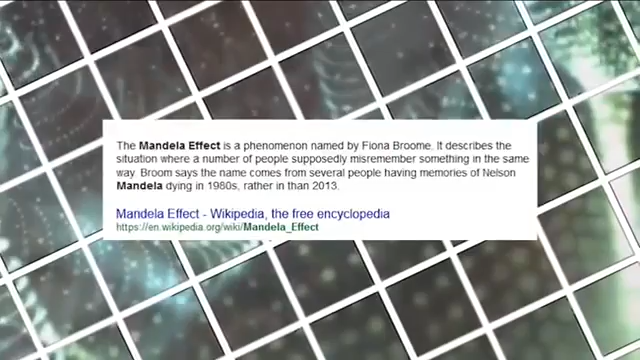 The Mandela Effect is a phenomenon named by Fiona Broome. It describes the
situation where a number of people supposedly misremember something in the same
way. Broom says the name comes from several people having memories of Nelson
Mandela dying in 1980s, rather in than 2013.
Mandela Effect - Wikipedia, the free encyclopedia
https://en.wikipedia.org/wiki/Mandela_Effect